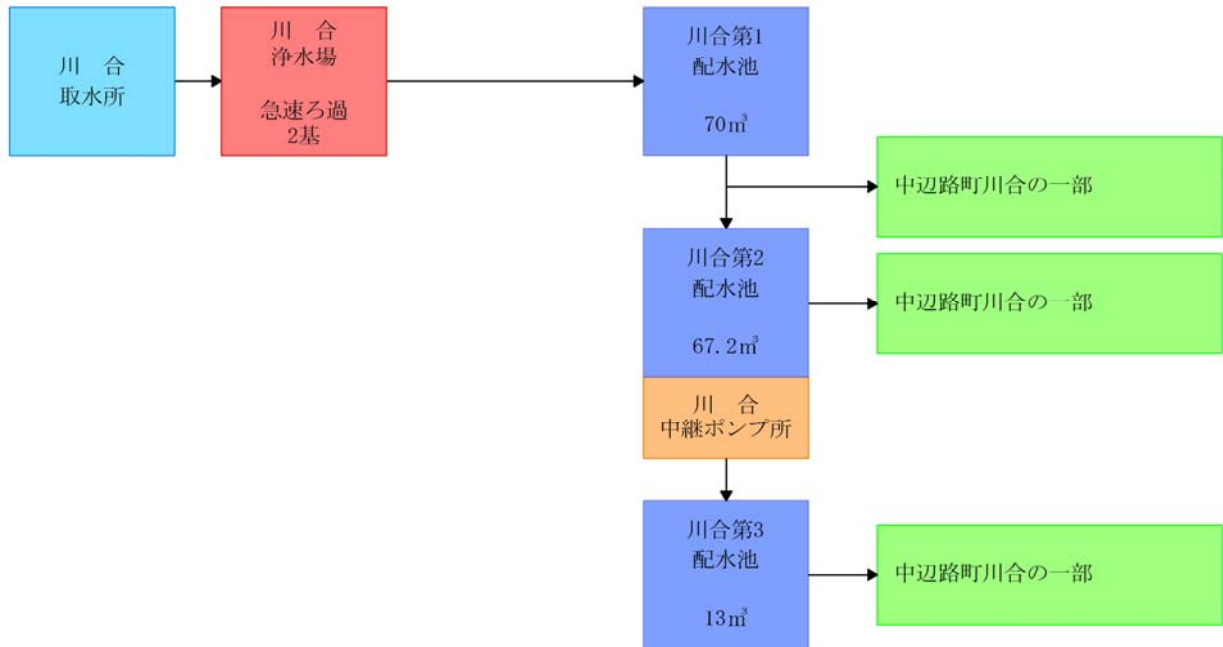 川　合
取水所
川　合
浄水場
急速ろ過
2基
川合第1
配水池
70㎥
中辺路町川合の一部
川合第2
配水池
67.2㎥
中辺路町川合の一部
川　合
中継ポンプ所
川合第3
配水池
13㎥
中辺路町川合の一部